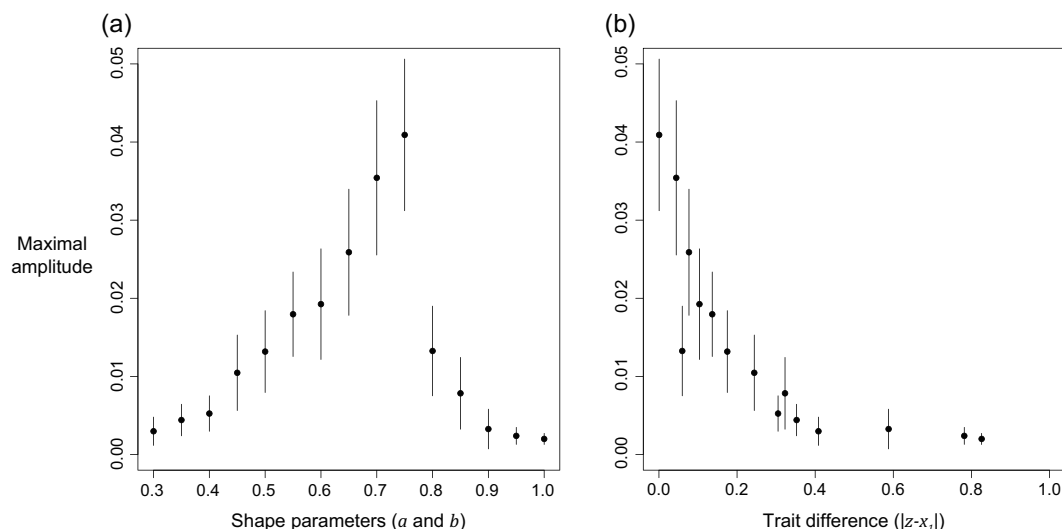 (a)
(b)
Maximal
amplitude
0.05
0.04
0.03
0.02
0.01
0.00
0.3 0.4 0.5 0.6 0.7 0.8 0.9 1.0
Shape parameters (a and b)
0.05
0.04
0.03
0.02
0.01
0.00
0.0 0.2 0.4 0.6 0.8 1.0
Trait difference (|z-x₁|)